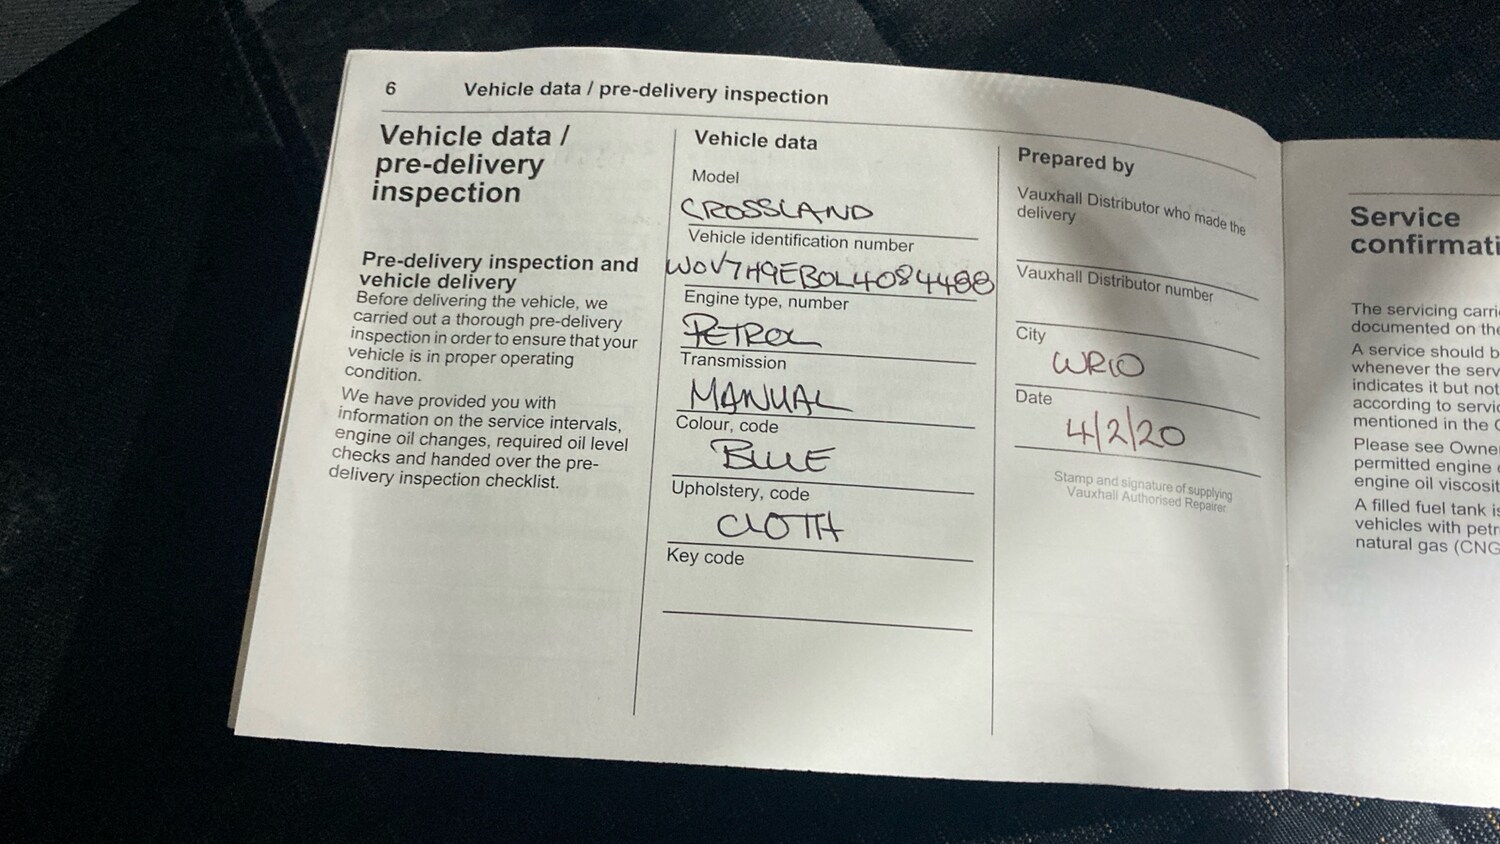 6
Vehicle data / pre-delivery inspection
Vehicle data /
pre-delivery
inspection
Pre-delivery inspection and
vehicle delivery
Before delivering the vehicle, we
carried out a thorough pre-delivery
inspection in order to ensure that your
vehicle is in proper operating
condition.
We have provided you with
information on the service intervals,
engine oil changes, required oil level
checks and handed over the pre-
delivery inspection checklist.
Vehicle data
Model
CROSSLAND
Vehicle identification number
W0V7H9EB0L4084488
Engine type, number
PETROL
Transmission
MANUAL
Colour, code
BLUE
Upholstery, code
CLOTH
Key code
Prepared by
Vauxhall Distributor who made the
delivery
Vauxhall Distributor number
City
WR10
Date
4/2/20
Stamp and signature of supplying
Vauxhall Authorised Repairer
Service
confirmati
The servicing carri
documented on the
A service should b
whenever the serv
indicates it but not
according to servic
mentioned in the O
Please see Owner
permitted engine o
engine oil viscosit
A filled fuel tank is
vehicles with petr
natural gas (CNG